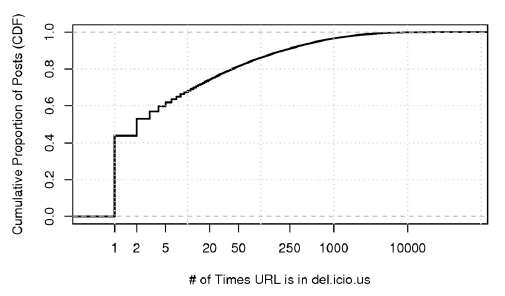 Cumulative Proportion of Posts (CDF)
1.0
0.8
0.6
0.4
0.2
0.0
1 2 5 20 50 250 1000 10000
# of Times URL is in del.icio.us